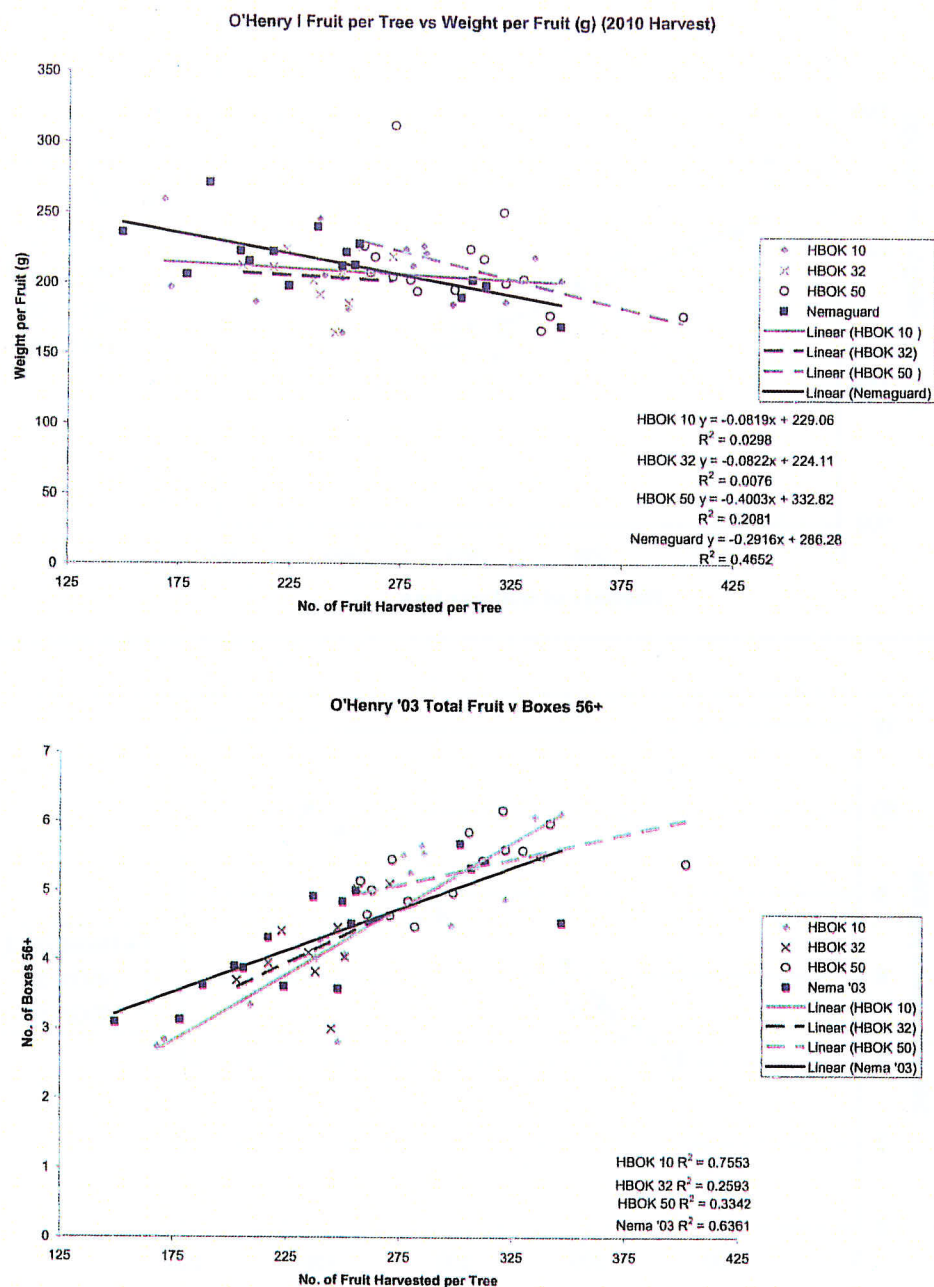 O'Henry I Fruit per Tree vs Weight per Fruit (g) (2010 Harvest)
350
300
250
200
150
100
50
0
Weight per Fruit (g)
125 175 225 275 325 375 425
No. of Fruit Harvested per Tree
HBOK 10
HBOK 32
HBOK 50
Nemaguard
Linear (HBOK 10 )
Linear (HBOK 32)
Linear (HBOK 50 )
Linear (Nemaguard)
HBOK 10 y = -0.0819x + 229.06
R² = 0.0298
HBOK 32 y = -0.0822x + 224.11
R² = 0.0076
HBOK 50 y = -0.4003x + 332.82
R² = 0.2081
Nemaguard y = -0.2916x + 286.28
R² = 0.4652
O'Henry '03 Total Fruit v Boxes 56+
7
6
5
4
3
2
1
0
No. of Boxes 56+
125 175 225 275 325 375 425
No. of Fruit Harvested per Tree
HBOK 10
HBOK 32
HBOK 50
Nema '03
Linear (HBOK 10)
Linear (HBOK 32)
Linear (HBOK 50)
Linear (Nema '03)
HBOK 10 R² = 0.7553
HBOK 32 R² = 0.2593
HBOK 50 R² = 0.3342
Nema '03 R² = 0.6361